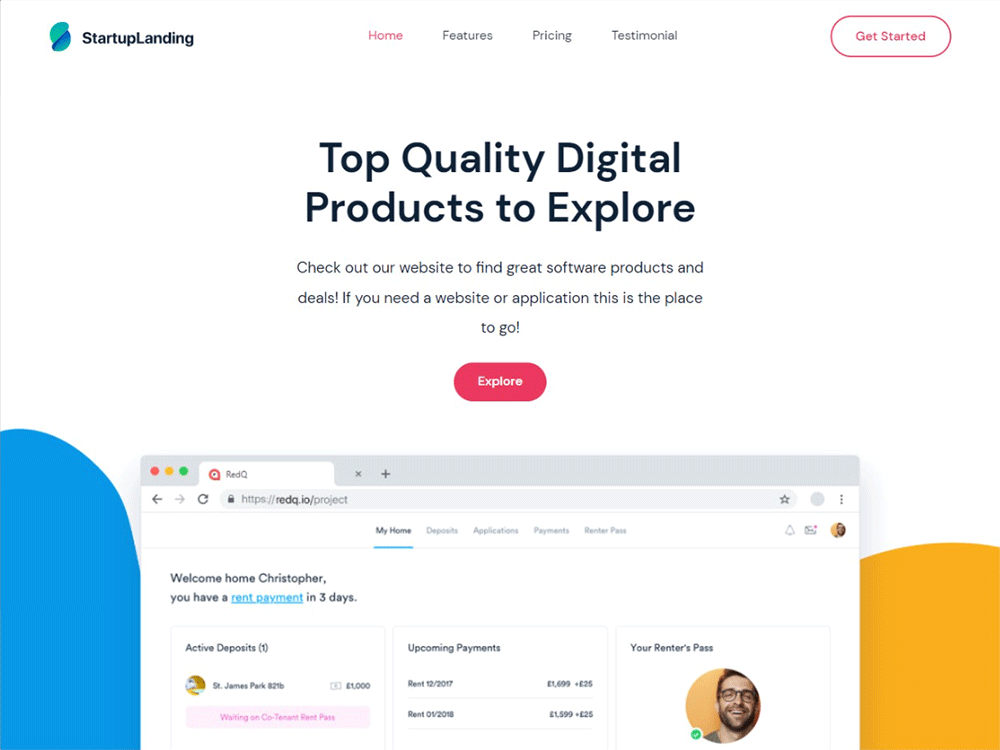 StartupLanding
Home Features Pricing Testimonial
Get Started
Top Quality Digital
Products to Explore
Check out our website to find great software products and
deals! If you need a website or application this is the place
to go!
Explore
RedQ
https://redq.io/project
My Home Deposits Applications Payments Renter Pass
Welcome home Christopher,
you have a rent payment in 3 days.
Active Deposits (1)
St. James Park 821b £1,000
Waiting on Co-Tenant Rent Pass
Upcoming Payments
Rent 12/2017 £1,699 +£25
Rent 01/2018 £1,599 +£25
Your Renter's Pass